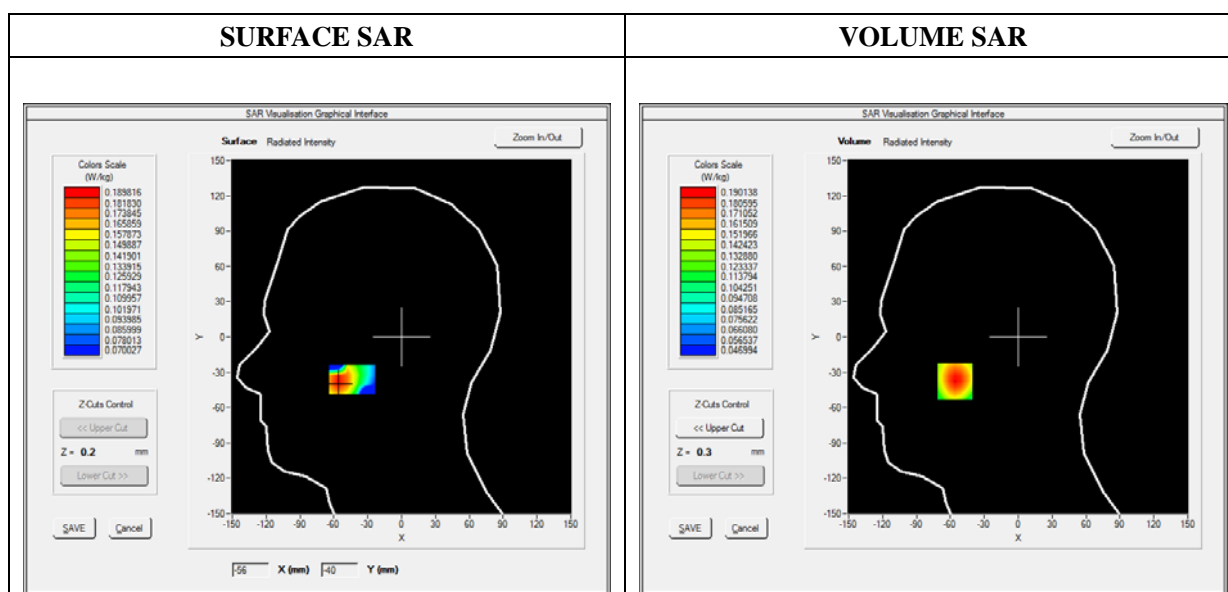 SURFACE SAR
VOLUME SAR
SAR Visualisation Graphical Interface
Surface Radiated Intensity
Zoom In/Out
Colors Scale
(W/kg)
0.189816
0.181830
0.173845
0.165859
0.157873
0.149887
0.141901
0.133915
0.125929
0.117943
0.109957
0.101971
0.093985
0.085999
0.078013
0.070027
Z-Cuts Control
<< Upper Cut
Z = 0.2 mm
Lower Cut >>
SAVE Cancel
150
120
90
60
30
0
-30
-60
-90
-120
-150
Y
-150 -120 -90 -60 -30 0 30 60 90 120 150
X
-56 X (mm) -40 Y (mm)
SAR Visualisation Graphical Interface
Volume Radiated Intensity
Zoom In/Out
Colors Scale
(W/kg)
0.190138
0.180595
0.171052
0.161509
0.151966
0.142423
0.132880
0.123337
0.113794
0.104251
0.094708
0.085165
0.075622
0.066080
0.056537
0.046994
Z-Cuts Control
<< Upper Cut
Z = 0.3 mm
Lower Cut >>
SAVE Cancel
150
120
90
60
30
0
-30
-60
-90
-120
-150
Y
-150 -120 -90 -60 -30 0 30 60 90 120 150
X